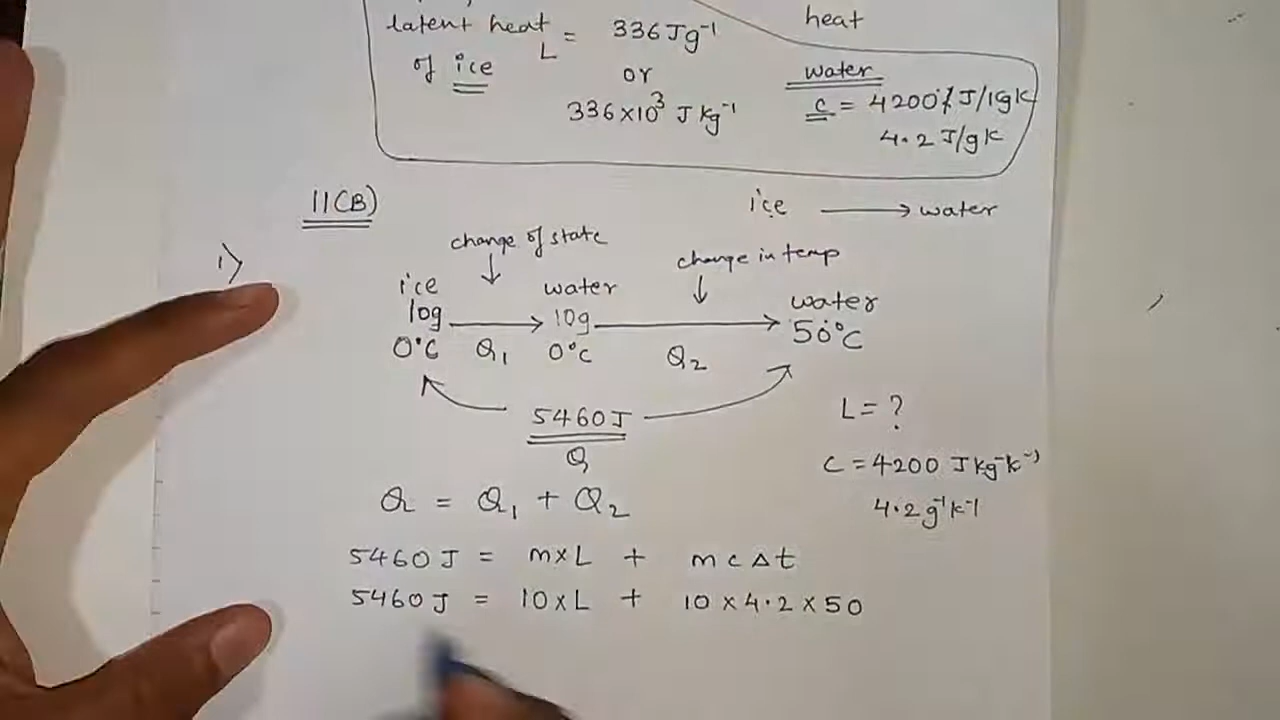 latent heat L = 336 Jg⁻¹
of ice
or
336×10³ J kg⁻¹
heat
water
c = 4200 J/kgK
4.2 J/gK
11(B)
ice ⟶ water
1)
change of state
change in temp
ice water water
10g ⟶ 10g ⟶ 50°C
0°C Q₁ 0°C Q₂
5460 J
Q
L = ?
C = 4200 J kg⁻¹ k⁻¹
4.2 g⁻¹ k⁻¹
Q = Q₁ + Q₂
5460 J = m×L + m c Δt
5460 J = 10×L + 10 × 4.2 × 50